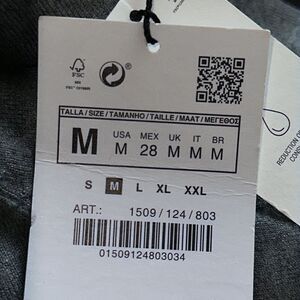 FSC
TALLA / SIZE / TAMANHO / TAILLE / MAAT / ΜΕΓΕΘΟΣ
M
USA MEX UK IT BR
M 28 M M M
S M L XL XXL
ART.: 1509 / 124 / 803
01509124803034
REDUCTION